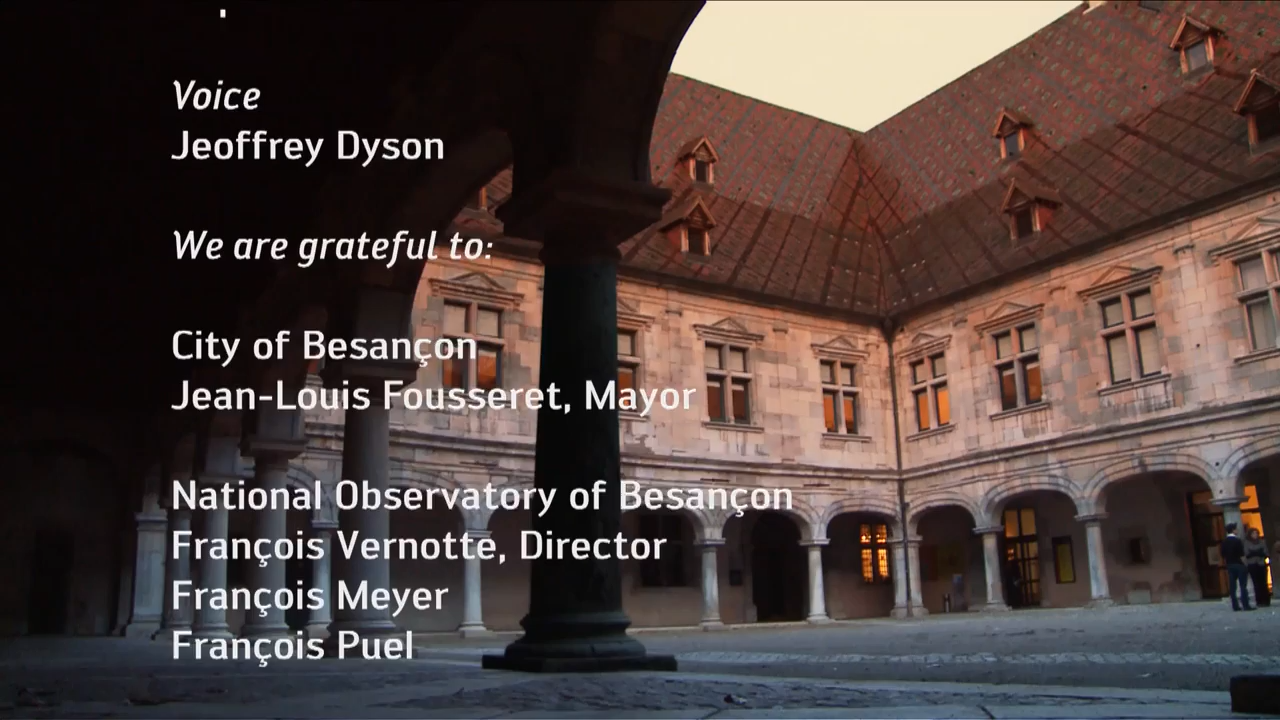 Voice
Jeoffrey Dyson
We are grateful to:
City of Besançon
Jean-Louis Fousseret, Mayor
National Observatory of Besançon
François Vernotte, Director
François Meyer
François Puel